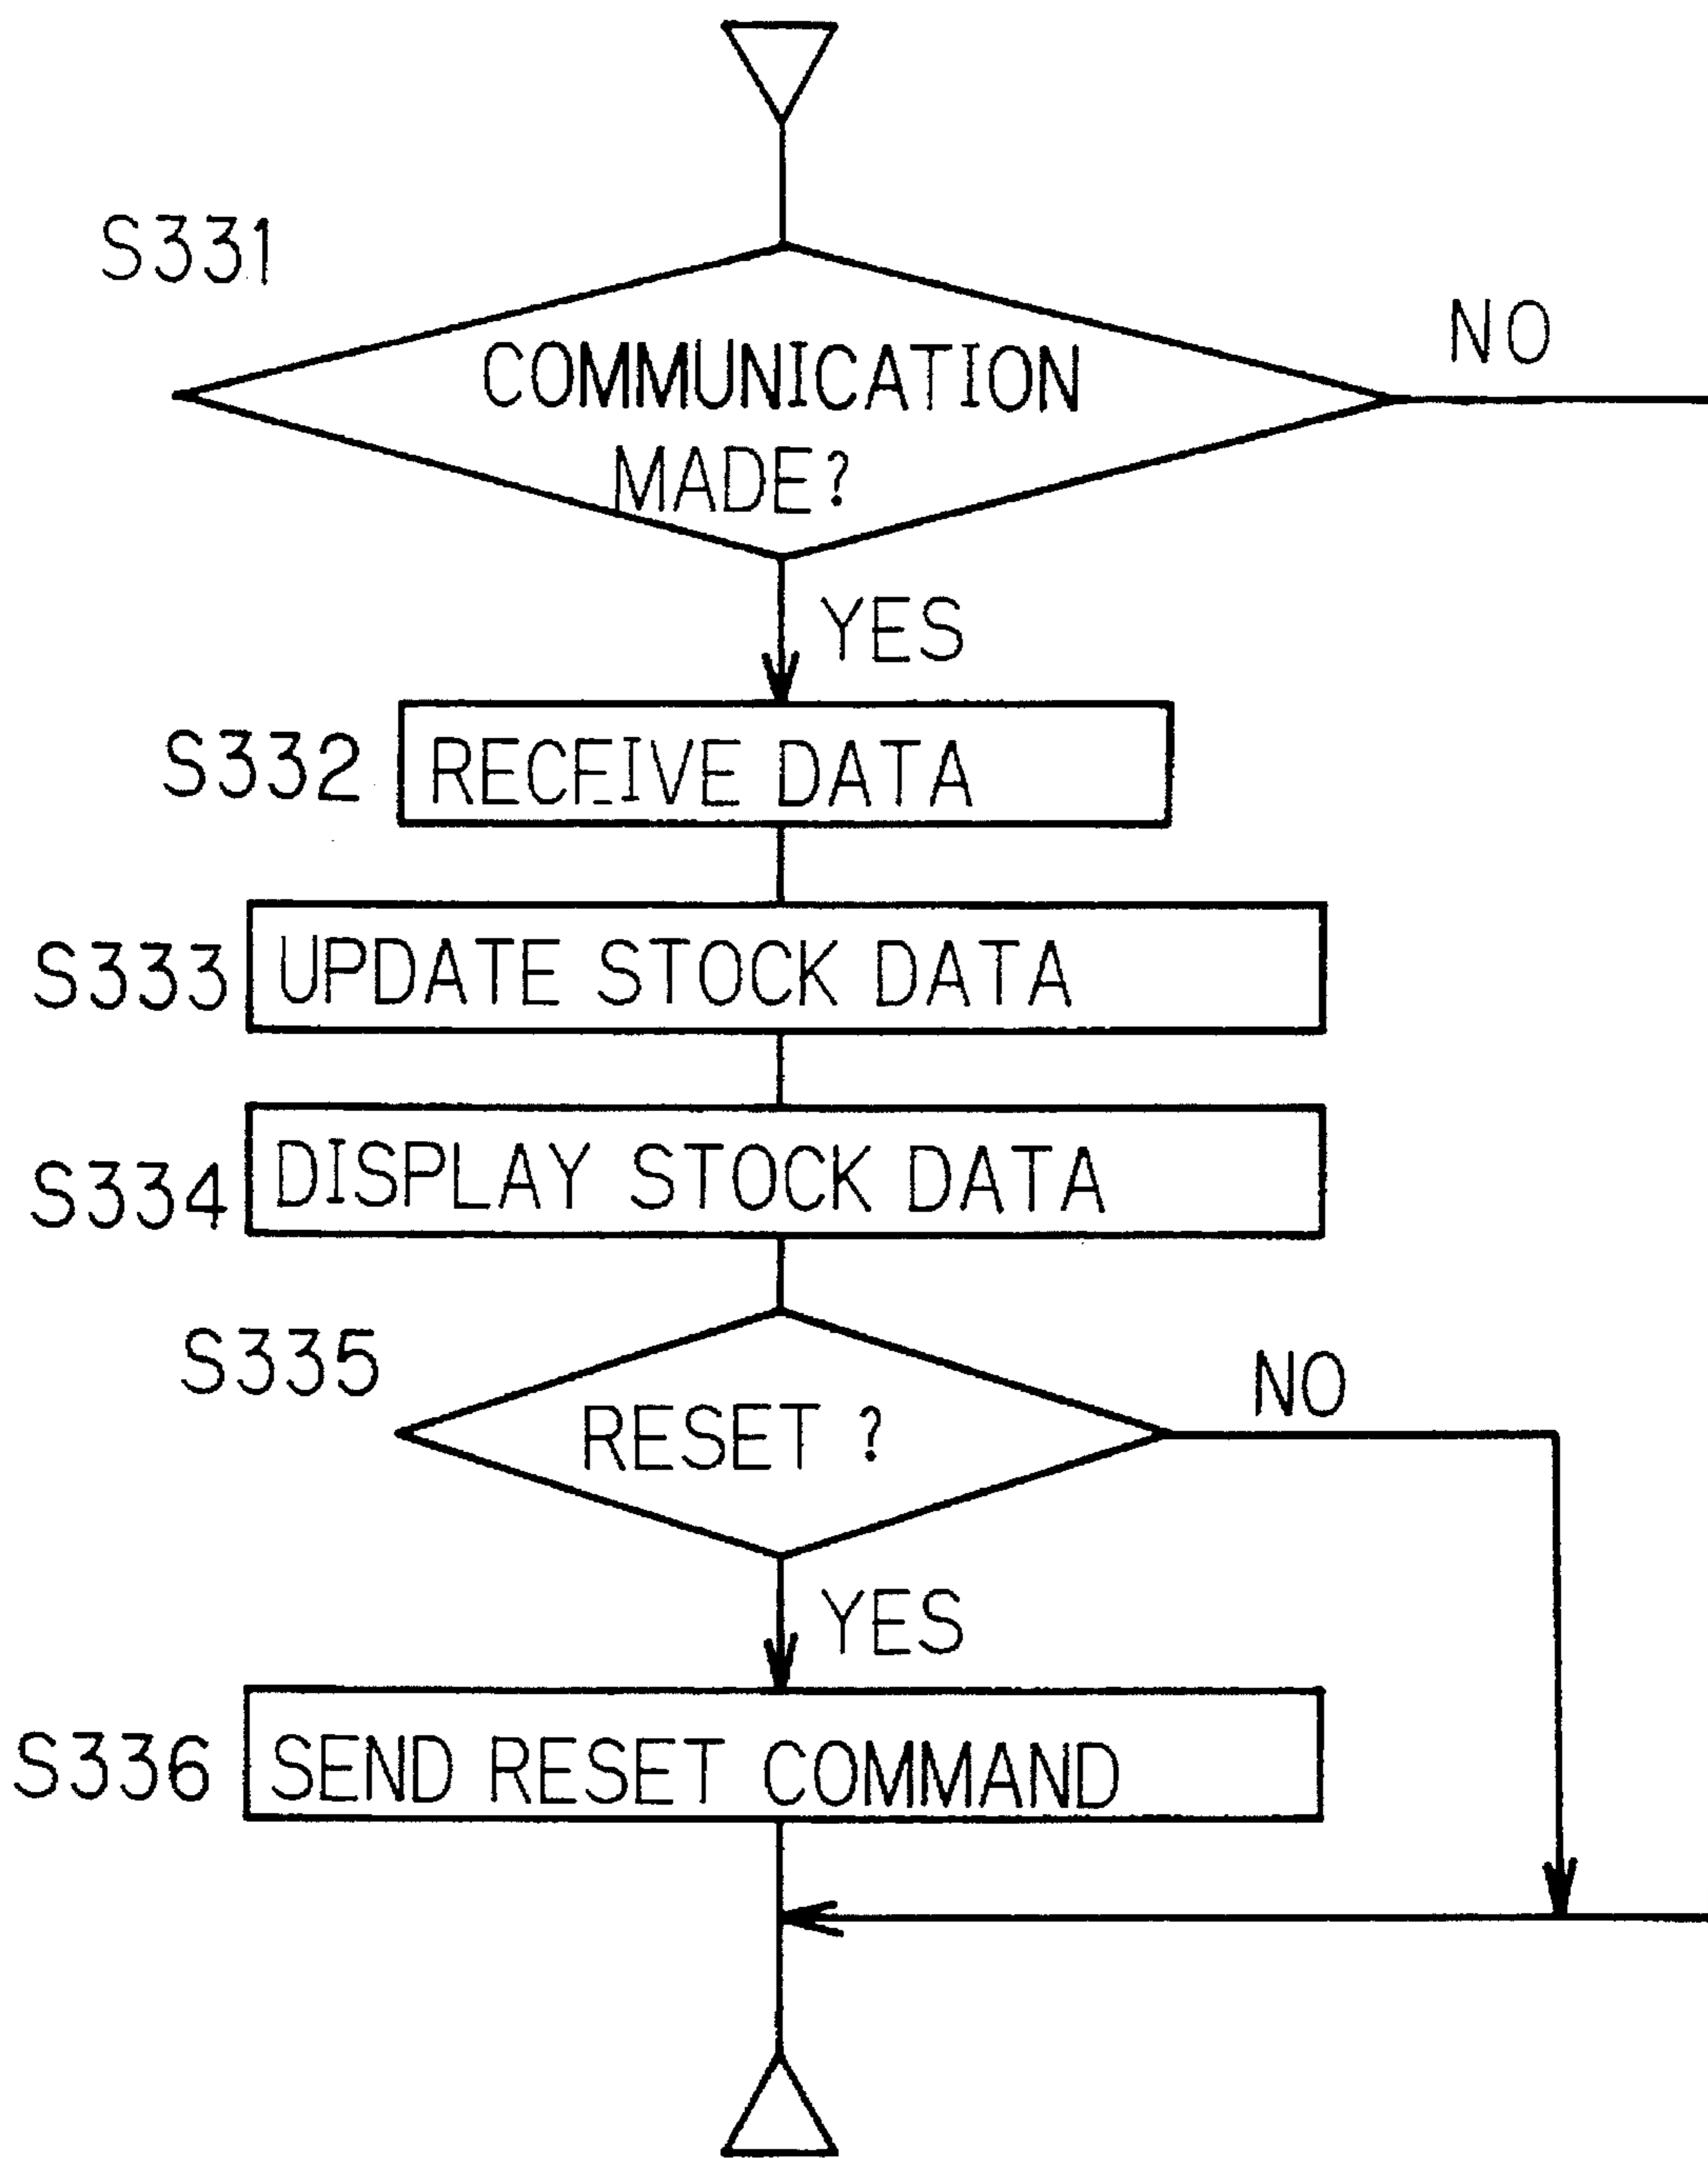 S331
COMMUNICATION
MADE?
NO
YES
S332
RECEIVE DATA
S333
UPDATE STOCK DATA
S334
DISPLAY STOCK DATA
S335
RESET ?
NO
YES
S336
SEND RESET COMMAND